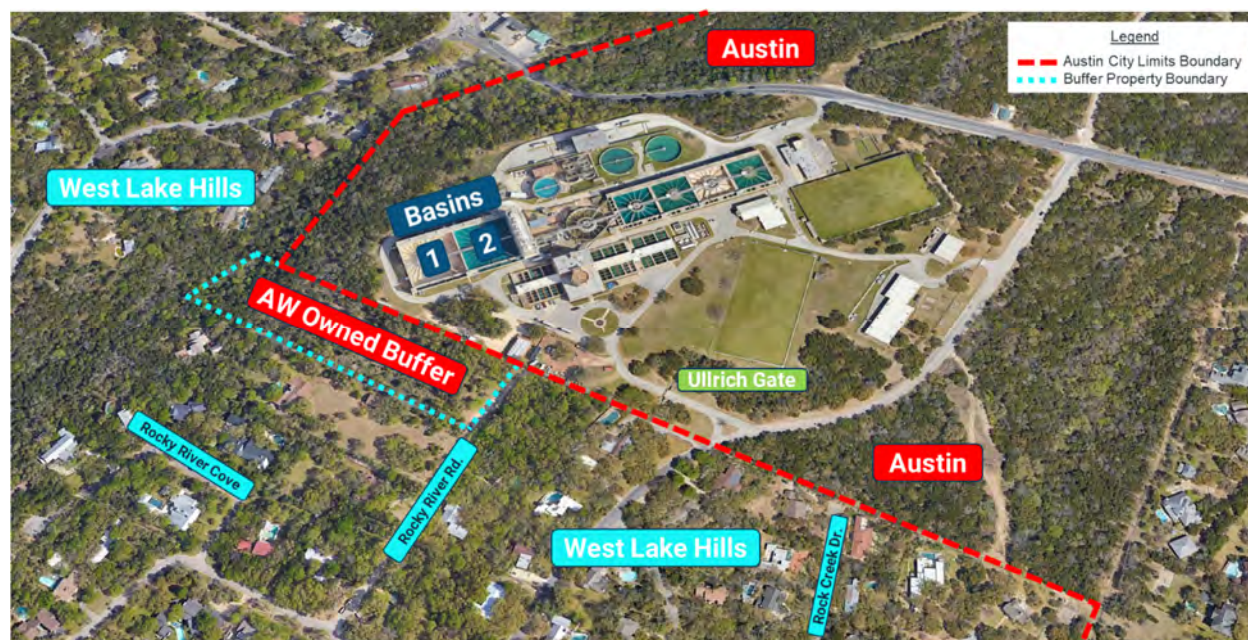 Austin
Legend
Austin City Limits Boundary
Buffer Property Boundary
West Lake Hills
Basins
1
2
AW Owned Buffer
Ullrich Gate
Rocky River Cove
Rocky River Rd.
Austin
West Lake Hills
Rock Creek Dr.